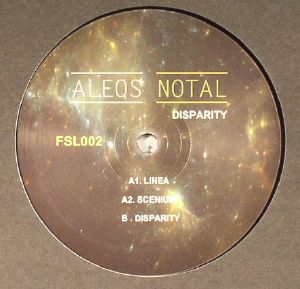 ALEQS NOTAL
DISPARITY
FSL002
A1. LINEA
A2. SCENIUM
B . DISPARITY